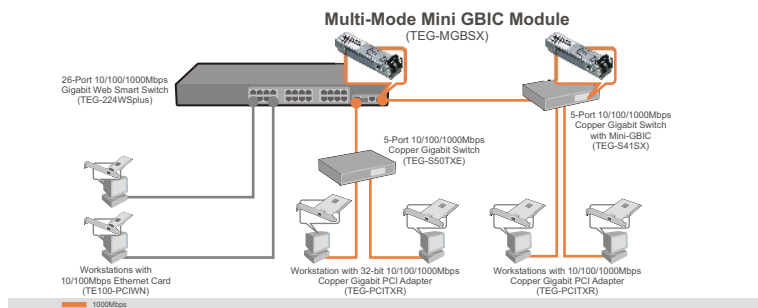 Multi-Mode Mini GBIC Module
(TEG-MGBSX)
26-Port 10/100/1000Mbps
Gigabit Web Smart Switch
(TEG-224WSplus)
5-Port 10/100/1000Mbps
Copper Gigabit Switch
with Mini-GBIC
(TEG-S41SX)
5-Port 10/100/1000Mbps
Copper Gigabit Switch
(TEG-S50TXE)
Workstations with
10/100Mbps Ethernet Card
(TE100-PCIWN)
Workstation with 32-bit 10/100/1000Mbps
Copper Gigabit PCI Adapter
(TEG-PCITXR)
Workstations with 10/100/1000Mbps
Copper Gigabit PCI Adapter
(TEG-PCITXR)
1000Mbps